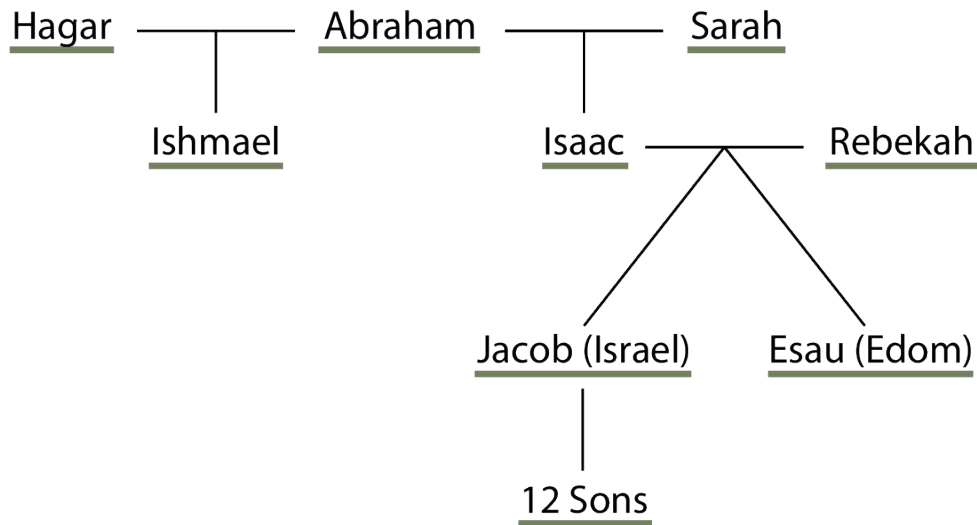 Hagar Abraham Sarah
Ishmael Isaac Rebekah
Jacob (Israel) Esau (Edom)
12 Sons